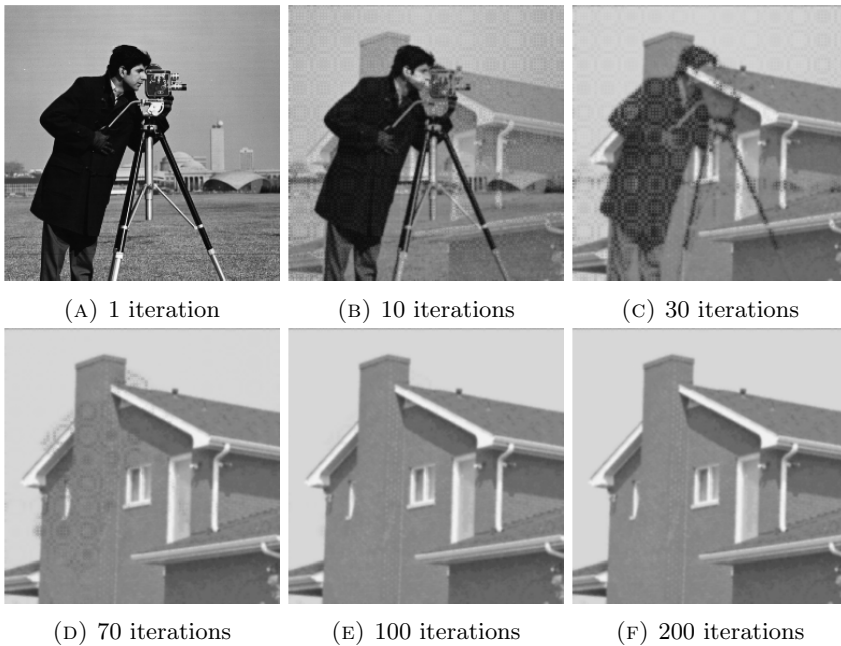 (A) 1 iteration
(B) 10 iterations
(C) 30 iterations
(D) 70 iterations
(E) 100 iterations
(F) 200 iterations